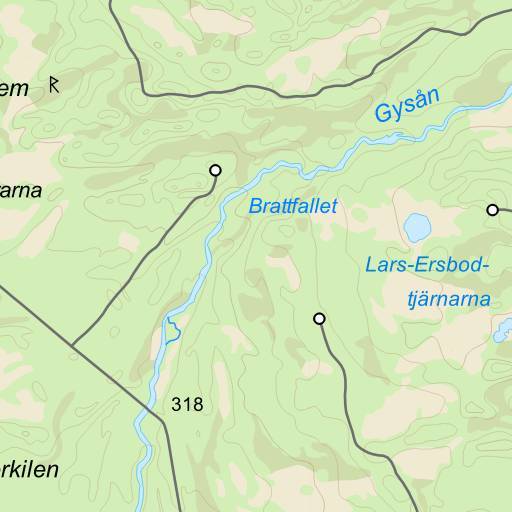 em ᚱ
Gysån
arna
Brattfallet
Lars-Ersbod-
tjärnarna
318
rkilen